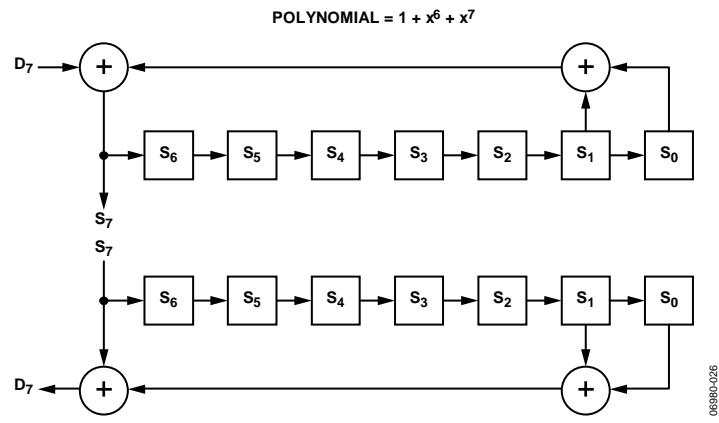 POLYNOMIAL = 1 + x⁶ + x⁷
D₇ + +
S₆ S₅ S₄ S₃ S₂ S₁ S₀
S₇
S₇
S₆ S₅ S₄ S₃ S₂ S₁ S₀
D₇ + +
06980-026